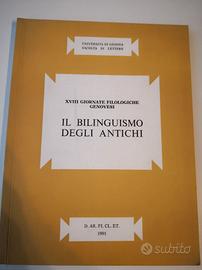 UNIVERSITÀ DI GENOVA
FACOLTÀ DI LETTERE
XVIII GIORNATE FILOLOGICHE
GENOVESI
IL BILINGUISMO
DEGLI ANTICHI
D. AR. FI. CL. ET.
1991
subito